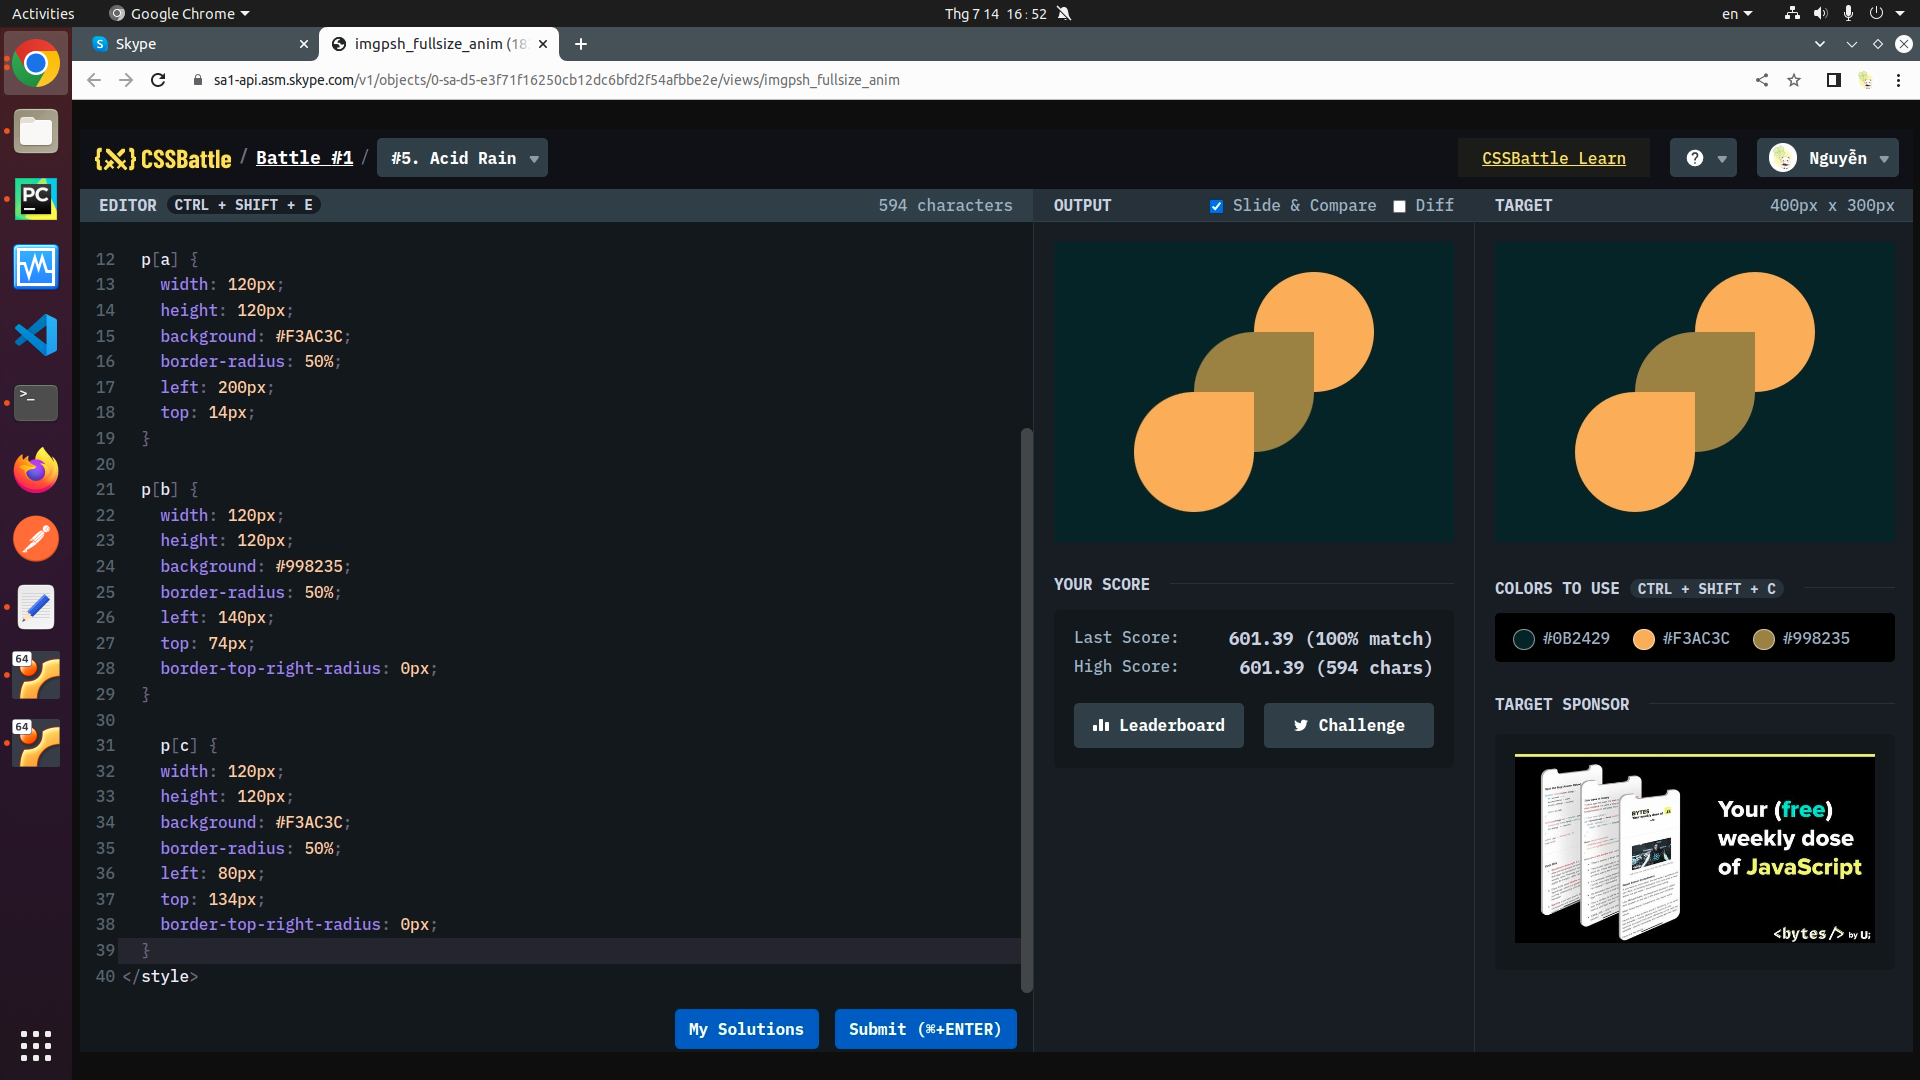 Activities
Google Chrome
Thg 7 14 16:52
en
Skype
imgpsh_fullsize_anim (18
sa1-api.asm.skype.com/v1/objects/0-sa-d5-e3f71f16250cb12dc6bfd2f54afbbe2e/views/imgpsh_fullsize_anim
CSSBattle / Battle #1 / #5. Acid Rain
CSSBattle Learn
Nguyễn
EDITOR CTRL + SHIFT + E
594 characters
OUTPUT
Slide & Compare
Diff
TARGET
400px x 300px
12 p[a] {
13 width: 120px;
14 height: 120px;
15 background: #F3AC3C;
16 border-radius: 50%;
17 left: 200px;
18 top: 14px;
19 }
20
21 p[b] {
22 width: 120px;
23 height: 120px;
24 background: #998235;
25 border-radius: 50%;
26 left: 140px;
27 top: 74px;
28 border-top-right-radius: 0px;
29 }
30
31 p[c] {
32 width: 120px;
33 height: 120px;
34 background: #F3AC3C;
35 border-radius: 50%;
36 left: 80px;
37 top: 134px;
38 border-top-right-radius: 0px;
39 }
40 </style>
My Solutions
Submit (⌘+ENTER)
YOUR SCORE
Last Score: 601.39 (100% match)
High Score: 601.39 (594 chars)
Leaderboard
Challenge
COLORS TO USE CTRL + SHIFT + C
#0B2429
#F3AC3C
#998235
TARGET SPONSOR
Your (free)
weekly dose
of JavaScript
<bytes/> by Ui
PC
64
64